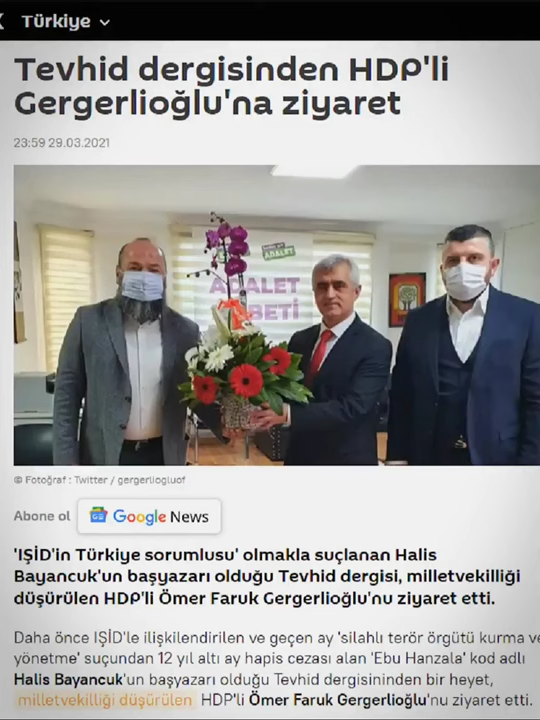 Türkiye
Tevhid dergisinden HDP'li
Gergerlioğlu'na ziyaret
23:59 29.03.2021
ADALET
ADALET
BETİ
© Fotoğraf : Twitter / gergerliogluof
Abone ol
Google News
'IŞİD'in Türkiye sorumlusu' olmakla suçlanan Halis
Bayancuk'un başyazarı olduğu Tevhid dergisi, milletvekilliği
düşürülen HDP'li Ömer Faruk Gergerlioğlu'nu ziyaret etti.
Daha önce IŞİD'le ilişkilendirilen ve geçen ay 'silahlı terör örgütü kurma ve
yönetme' suçundan 12 yıl altı ay hapis cezası alan 'Ebu Hanzala' kod adlı
Halis Bayancuk'un başyazarı olduğu Tevhid dergisininden bir heyet,
milletvekilliği düşürülen HDP'li Ömer Faruk Gergerlioğlu'nu ziyaret etti.